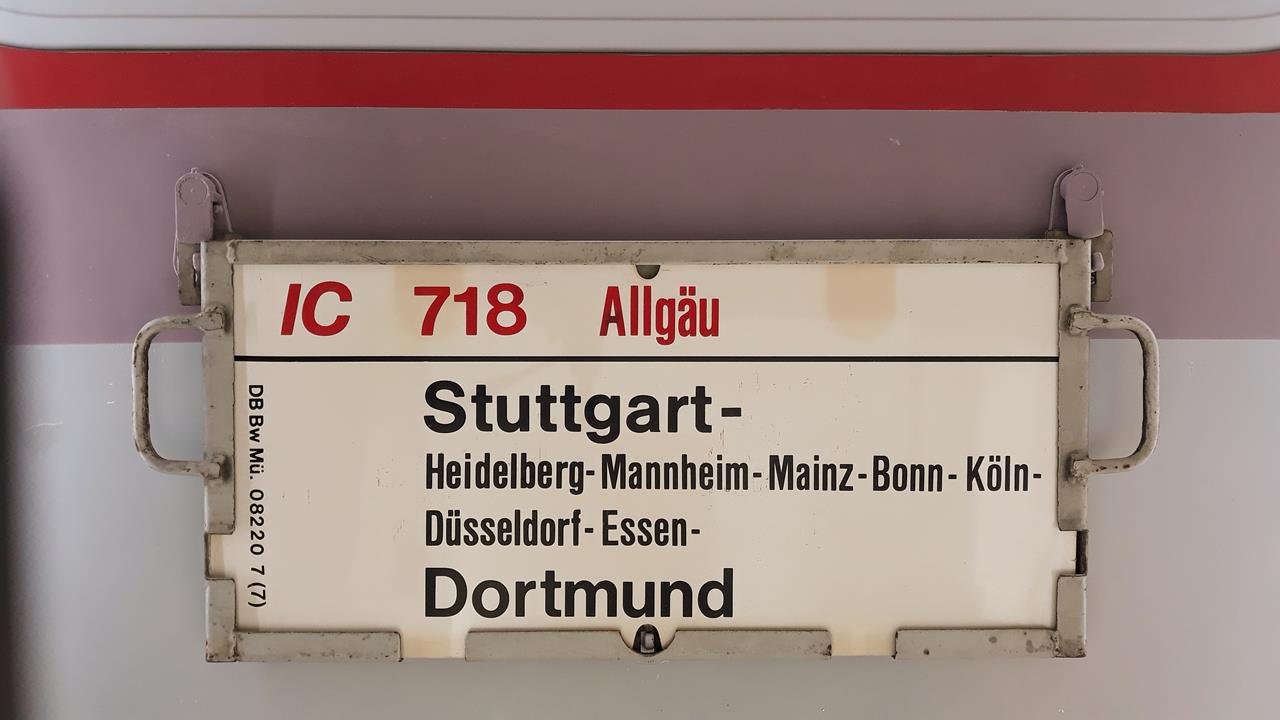 IC 718 Allgäu
Stuttgart-
Heidelberg-Mannheim-Mainz-Bonn-Köln-
Düsseldorf-Essen-
Dortmund
DB Bw Mü. 08220 7 (7)